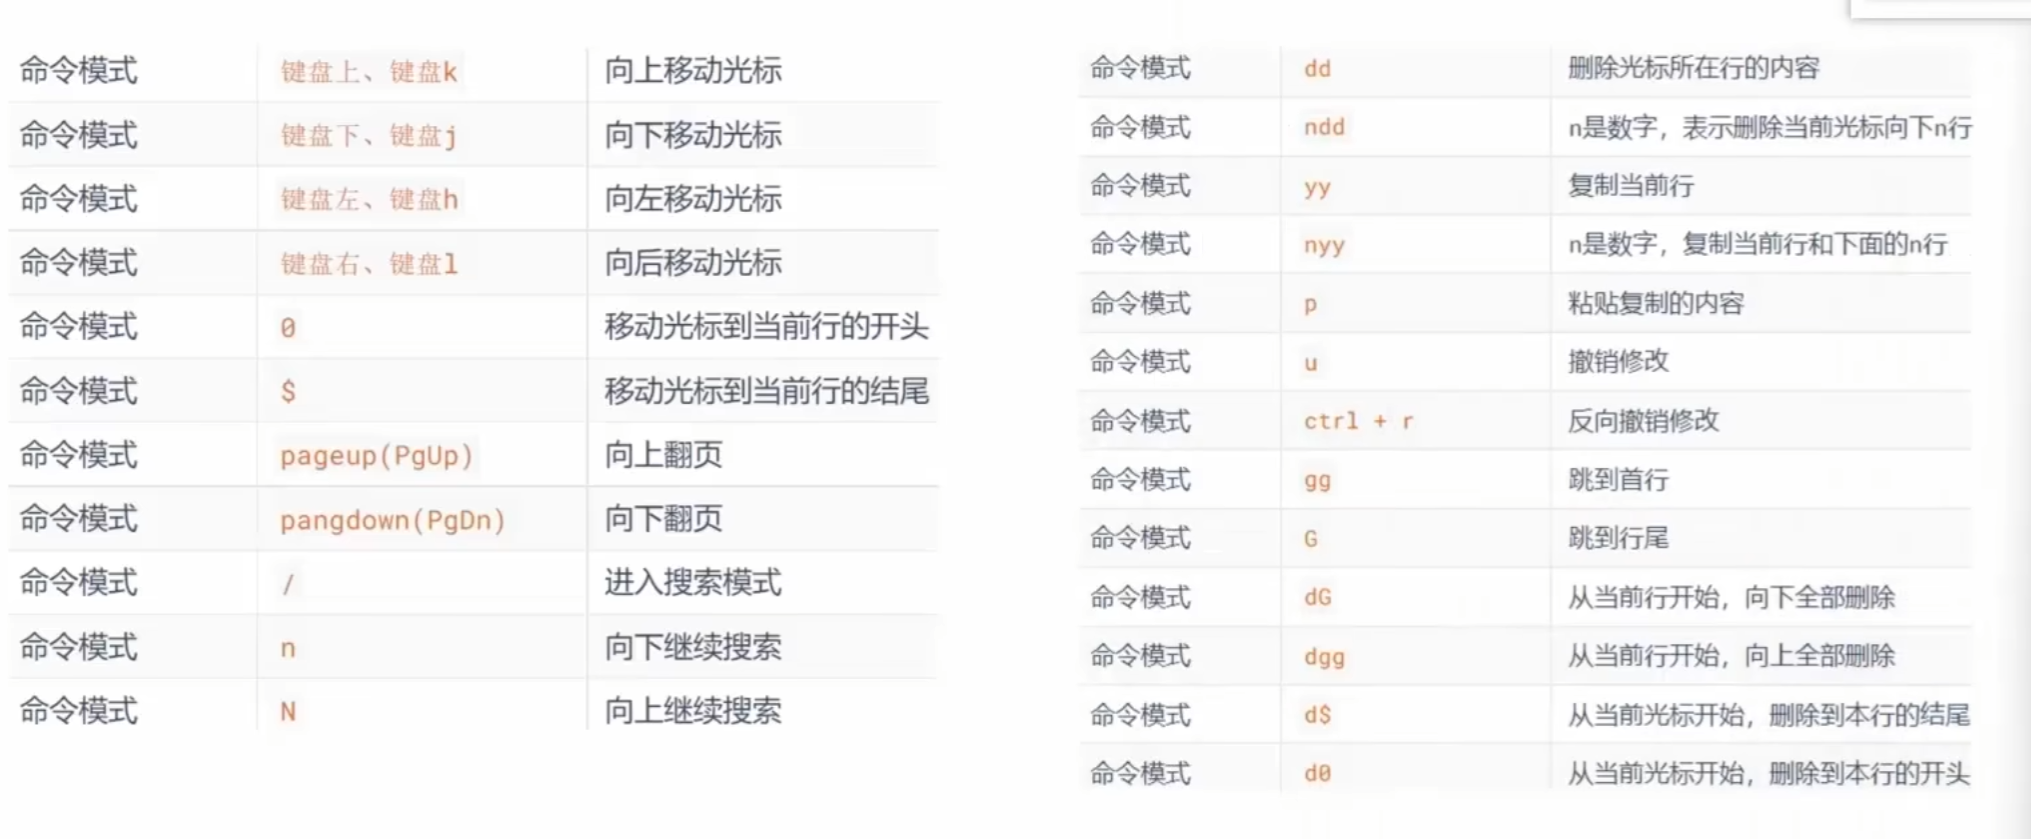 命令模式 键盘上、键盘k 向上移动光标
命令模式 键盘下、键盘j 向下移动光标
命令模式 键盘左、键盘h 向左移动光标
命令模式 键盘右、键盘l 向后移动光标
命令模式 0 移动光标到当前行的开头
命令模式 $ 移动光标到当前行的结尾
命令模式 pageup(PgUp) 向上翻页
命令模式 pangdown(PgDn) 向下翻页
命令模式 / 进入搜索模式
命令模式 n 向下继续搜索
命令模式 N 向上继续搜索
命令模式 dd 删除光标所在行的内容
命令模式 ndd n是数字，表示删除当前光标向下n行
命令模式 yy 复制当前行
命令模式 nyy n是数字，复制当前行和下面的n行
命令模式 p 粘贴复制的内容
命令模式 u 撤销修改
命令模式 ctrl + r 反向撤销修改
命令模式 gg 跳到首行
命令模式 G 跳到行尾
命令模式 dG 从当前行开始，向下全部删除
命令模式 dgg 从当前行开始，向上全部删除
命令模式 d$ 从当前光标开始，删除到本行的结尾
命令模式 d0 从当前光标开始，删除到本行的开头